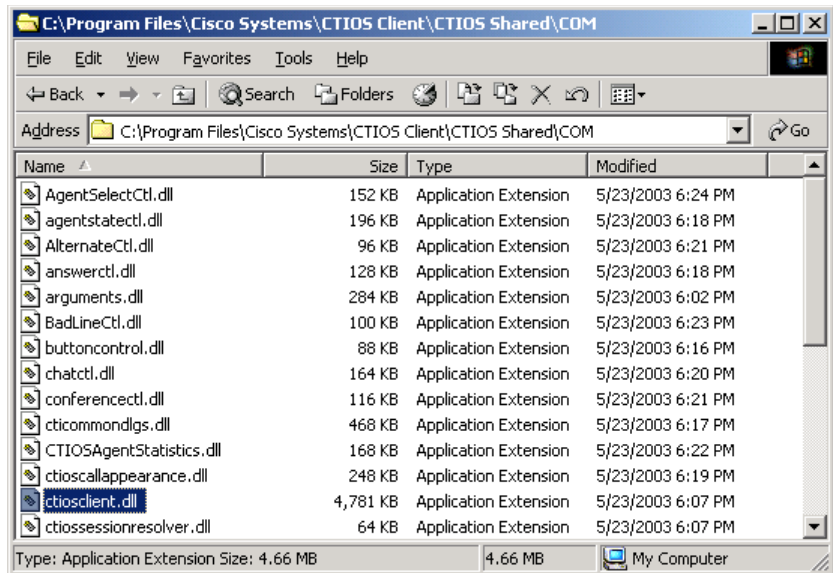 C:\Program Files\Cisco Systems\CTIOS Client\CTIOS Shared\COM
File Edit View Favorites Tools Help
Back Search Folders
Address C:\Program Files\Cisco Systems\CTIOS Client\CTIOS Shared\COM Go
Name Size Type Modified
AgentSelectCtl.dll 152 KB Application Extension 5/23/2003 6:24 PM
agentstatectl.dll 196 KB Application Extension 5/23/2003 6:18 PM
AlternateCtl.dll 96 KB Application Extension 5/23/2003 6:21 PM
answerctl.dll 128 KB Application Extension 5/23/2003 6:18 PM
arguments.dll 284 KB Application Extension 5/23/2003 6:02 PM
BadLineCtl.dll 100 KB Application Extension 5/23/2003 6:23 PM
buttoncontrol.dll 88 KB Application Extension 5/23/2003 6:16 PM
chatctl.dll 164 KB Application Extension 5/23/2003 6:20 PM
conferencectl.dll 116 KB Application Extension 5/23/2003 6:21 PM
cticommondlgs.dll 468 KB Application Extension 5/23/2003 6:17 PM
CTIOSAgentStatistics.dll 168 KB Application Extension 5/23/2003 6:22 PM
ctioscallappearance.dll 248 KB Application Extension 5/23/2003 6:19 PM
ctiosclient.dll 4,781 KB Application Extension 5/23/2003 6:07 PM
ctiossessionresolver.dll 64 KB Application Extension 5/23/2003 6:07 PM
Type: Application Extension Size: 4.66 MB 4.66 MB My Computer